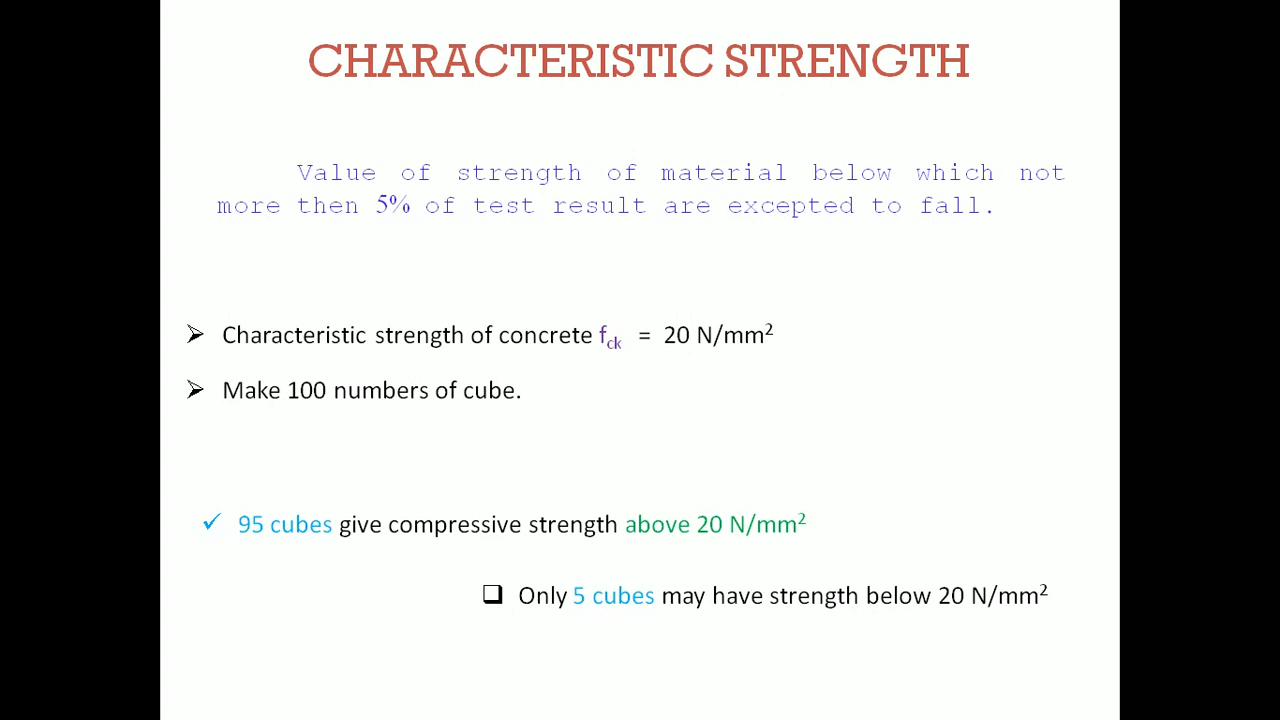 CHARACTERISTIC STRENGTH
Value of strength of material below which not
more then 5% of test result are excepted to fall.
➢ Characteristic strength of concrete fck = 20 N/mm²
➢ Make 100 numbers of cube.
✓ 95 cubes give compressive strength above 20 N/mm²
❑ Only 5 cubes may have strength below 20 N/mm²